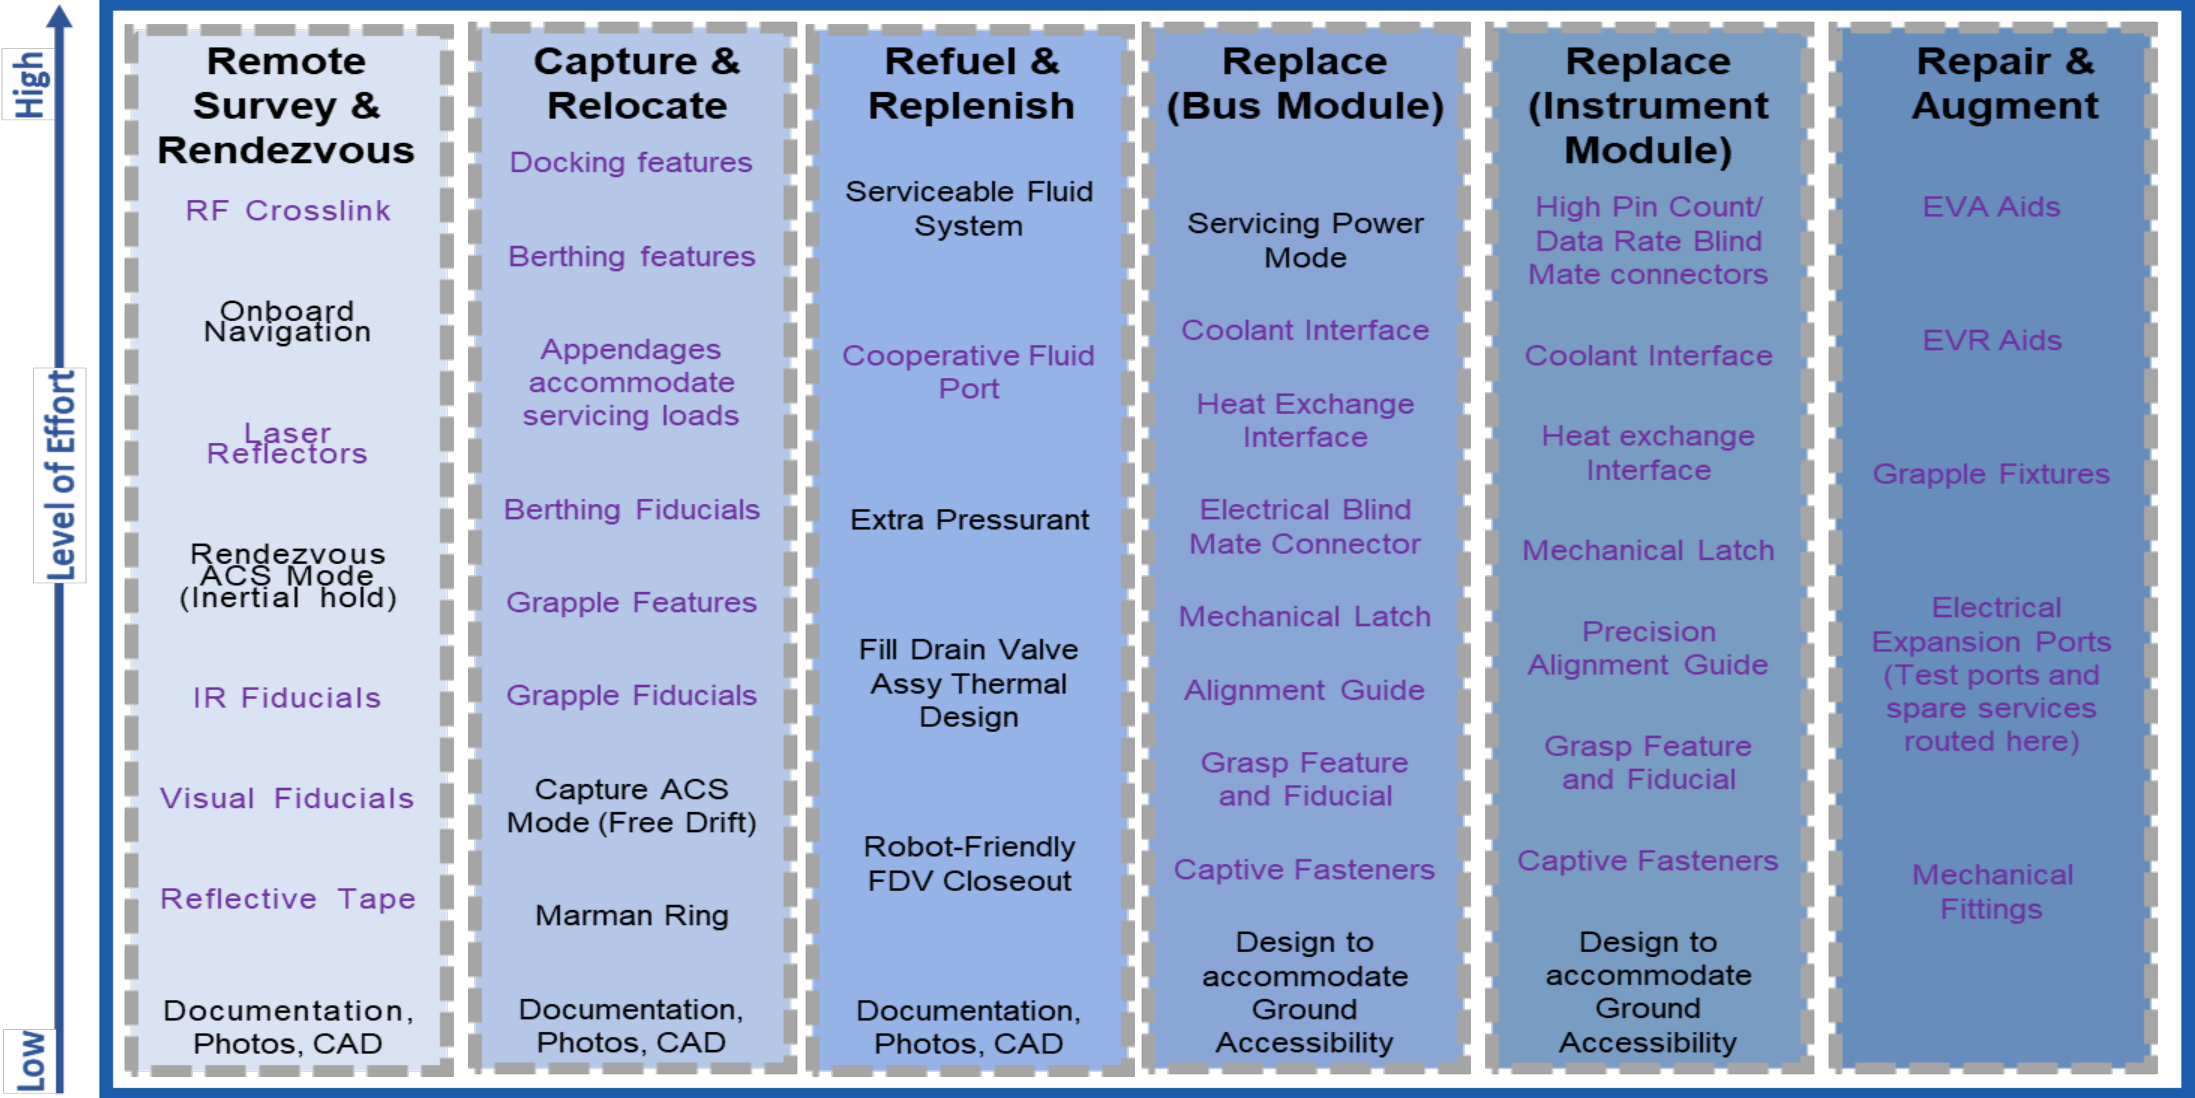 High
Level of Effort
Low
Remote
Survey &
Rendezvous
RF Crosslink
Onboard
Navigation
Laser
Reflectors
Rendezvous
ACS Mode
(Inertial hold)
IR Fiducials
Visual Fiducials
Reflective Tape
Documentation,
Photos, CAD
Capture &
Relocate
Docking features
Berthing features
Appendages
accommodate
servicing loads
Berthing Fiducials
Grapple Features
Grapple Fiducials
Capture ACS
Mode (Free Drift)
Marman Ring
Documentation,
Photos, CAD
Refuel &
Replenish
Serviceable Fluid
System
Cooperative Fluid
Port
Extra Pressurant
Fill Drain Valve
Assy Thermal
Design
Robot-Friendly
FDV Closeout
Documentation,
Photos, CAD
Replace
(Bus Module)
Servicing Power
Mode
Coolant Interface
Heat Exchange
Interface
Electrical Blind
Mate Connector
Mechanical Latch
Alignment Guide
Grasp Feature
and Fiducial
Captive Fasteners
Design to
accommodate
Ground
Accessibility
Replace
(Instrument
Module)
High Pin Count/
Data Rate Blind
Mate connectors
Coolant Interface
Heat exchange
Interface
Mechanical Latch
Precision
Alignment Guide
Grasp Feature
and Fiducial
Captive Fasteners
Design to
accommodate
Ground
Accessibility
Repair &
Augment
EVA Aids
EVR Aids
Grapple Fixtures
Electrical
Expansion Ports
(Test ports and
spare services
routed here)
Mechanical
Fittings